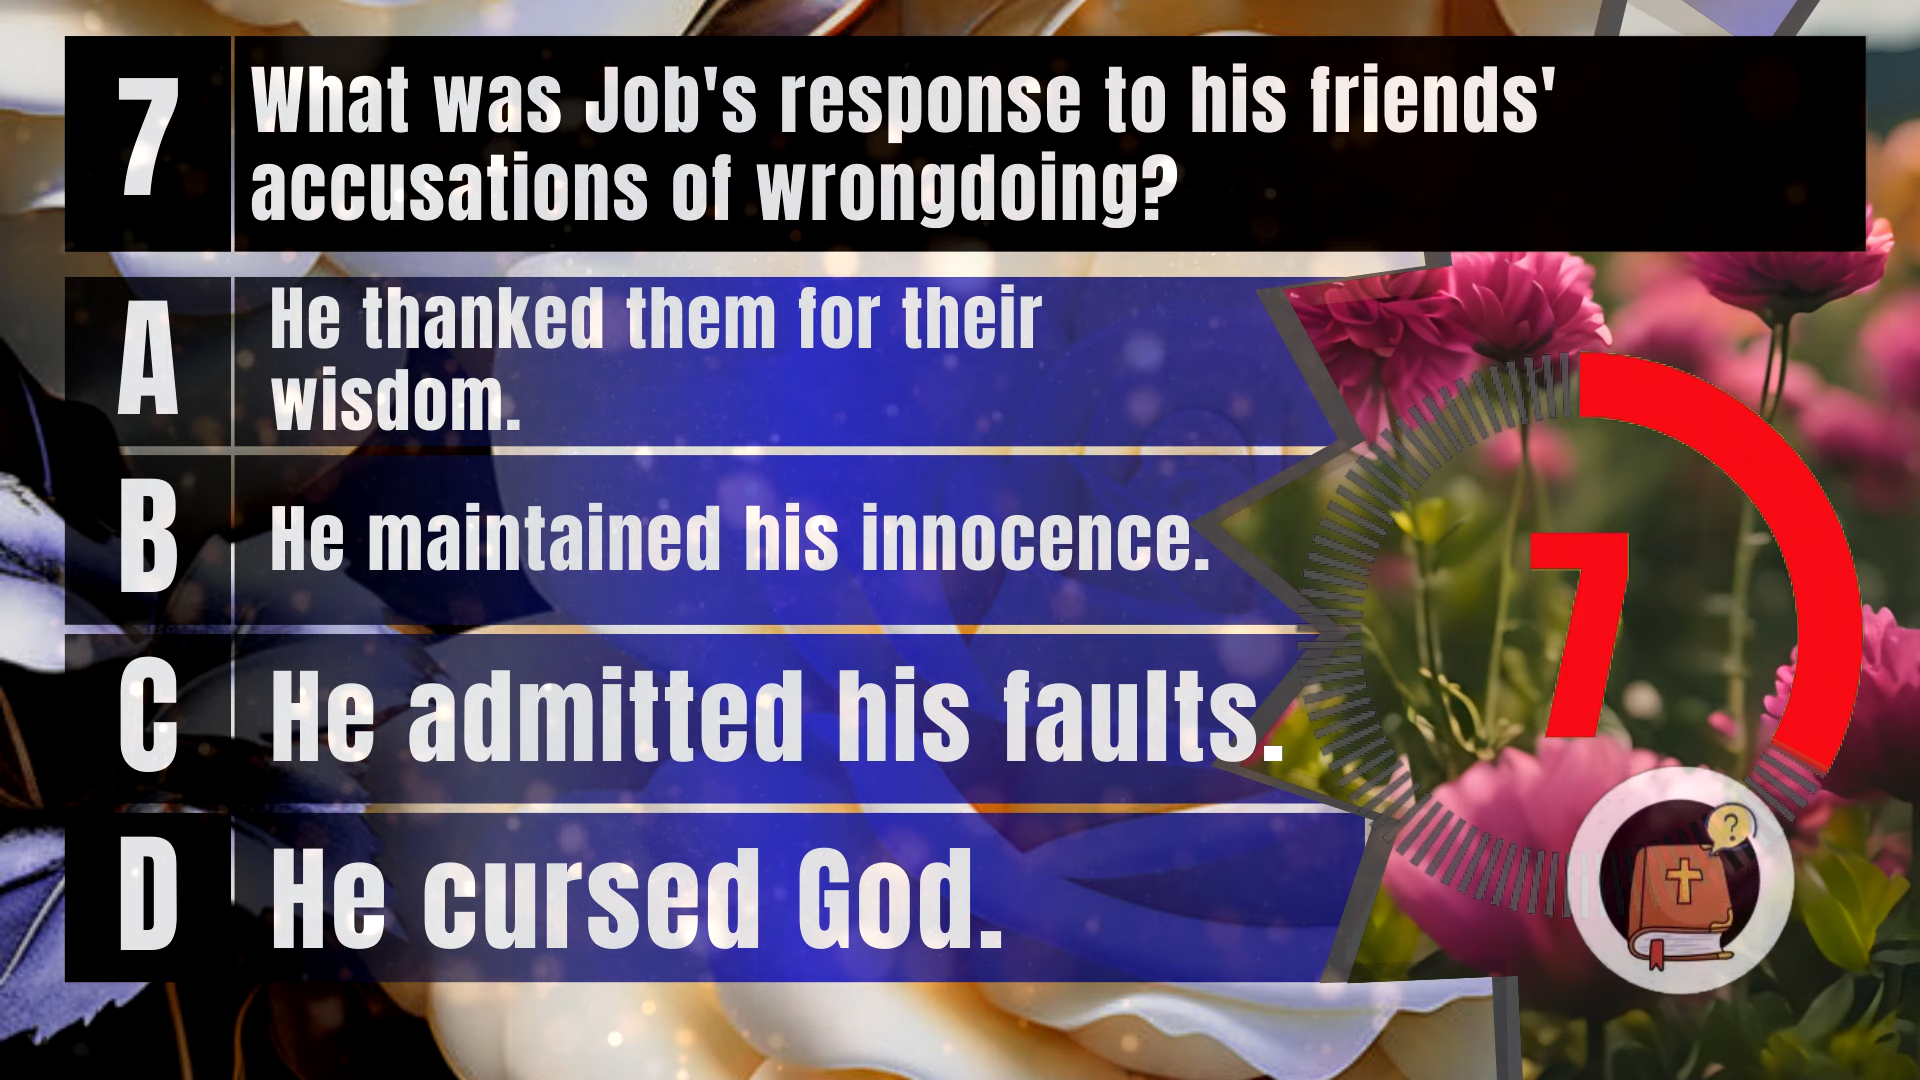 7
What was Job's response to his friends'
accusations of wrongdoing?
A
He thanked them for their
wisdom.
B
He maintained his innocence.
7
C
He admitted his faults.
D
He cursed God.
?